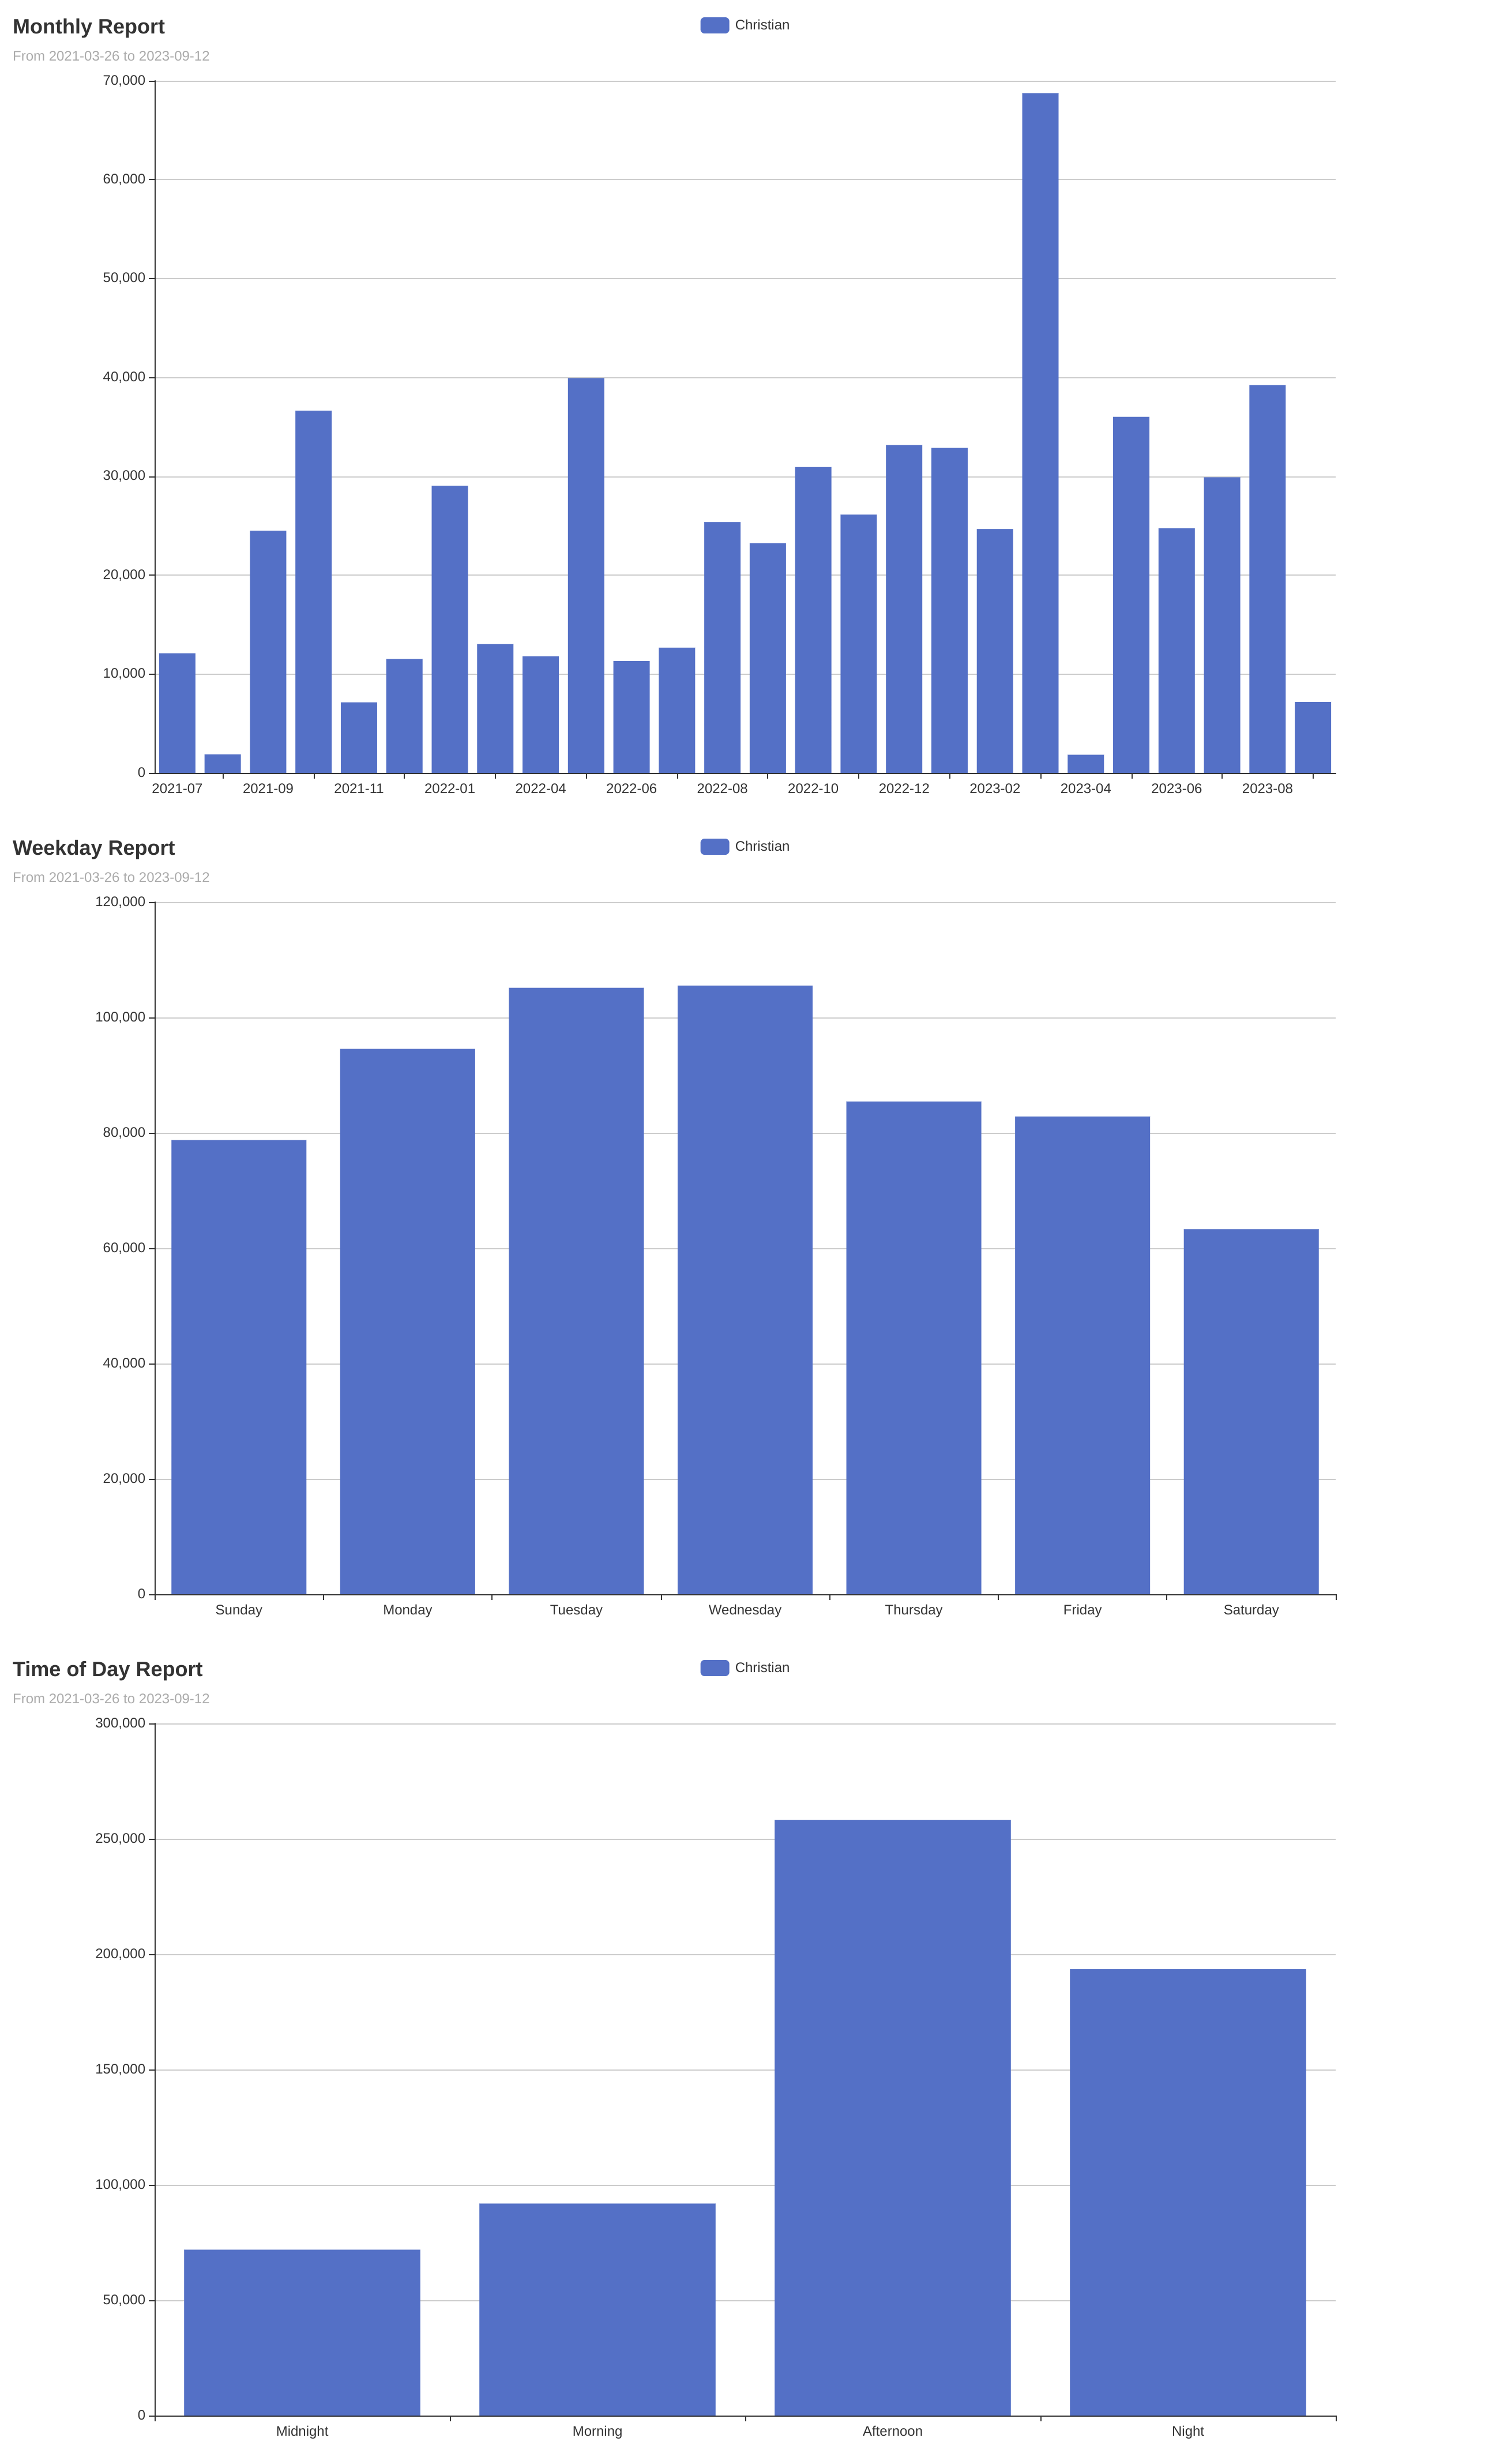 Monthly Report
Christian
From 2021-03-26 to 2023-09-12
70,000
60,000
50,000
40,000
30,000
20,000
10,000
0
2021-07 2021-09 2021-11 2022-01 2022-04 2022-06 2022-08 2022-10 2022-12 2023-02 2023-04 2023-06 2023-08
Weekday Report
Christian
From 2021-03-26 to 2023-09-12
120,000
100,000
80,000
60,000
40,000
20,000
0
Sunday Monday Tuesday Wednesday Thursday Friday Saturday
Time of Day Report
Christian
From 2021-03-26 to 2023-09-12
300,000
250,000
200,000
150,000
100,000
50,000
0
Midnight Morning Afternoon Night